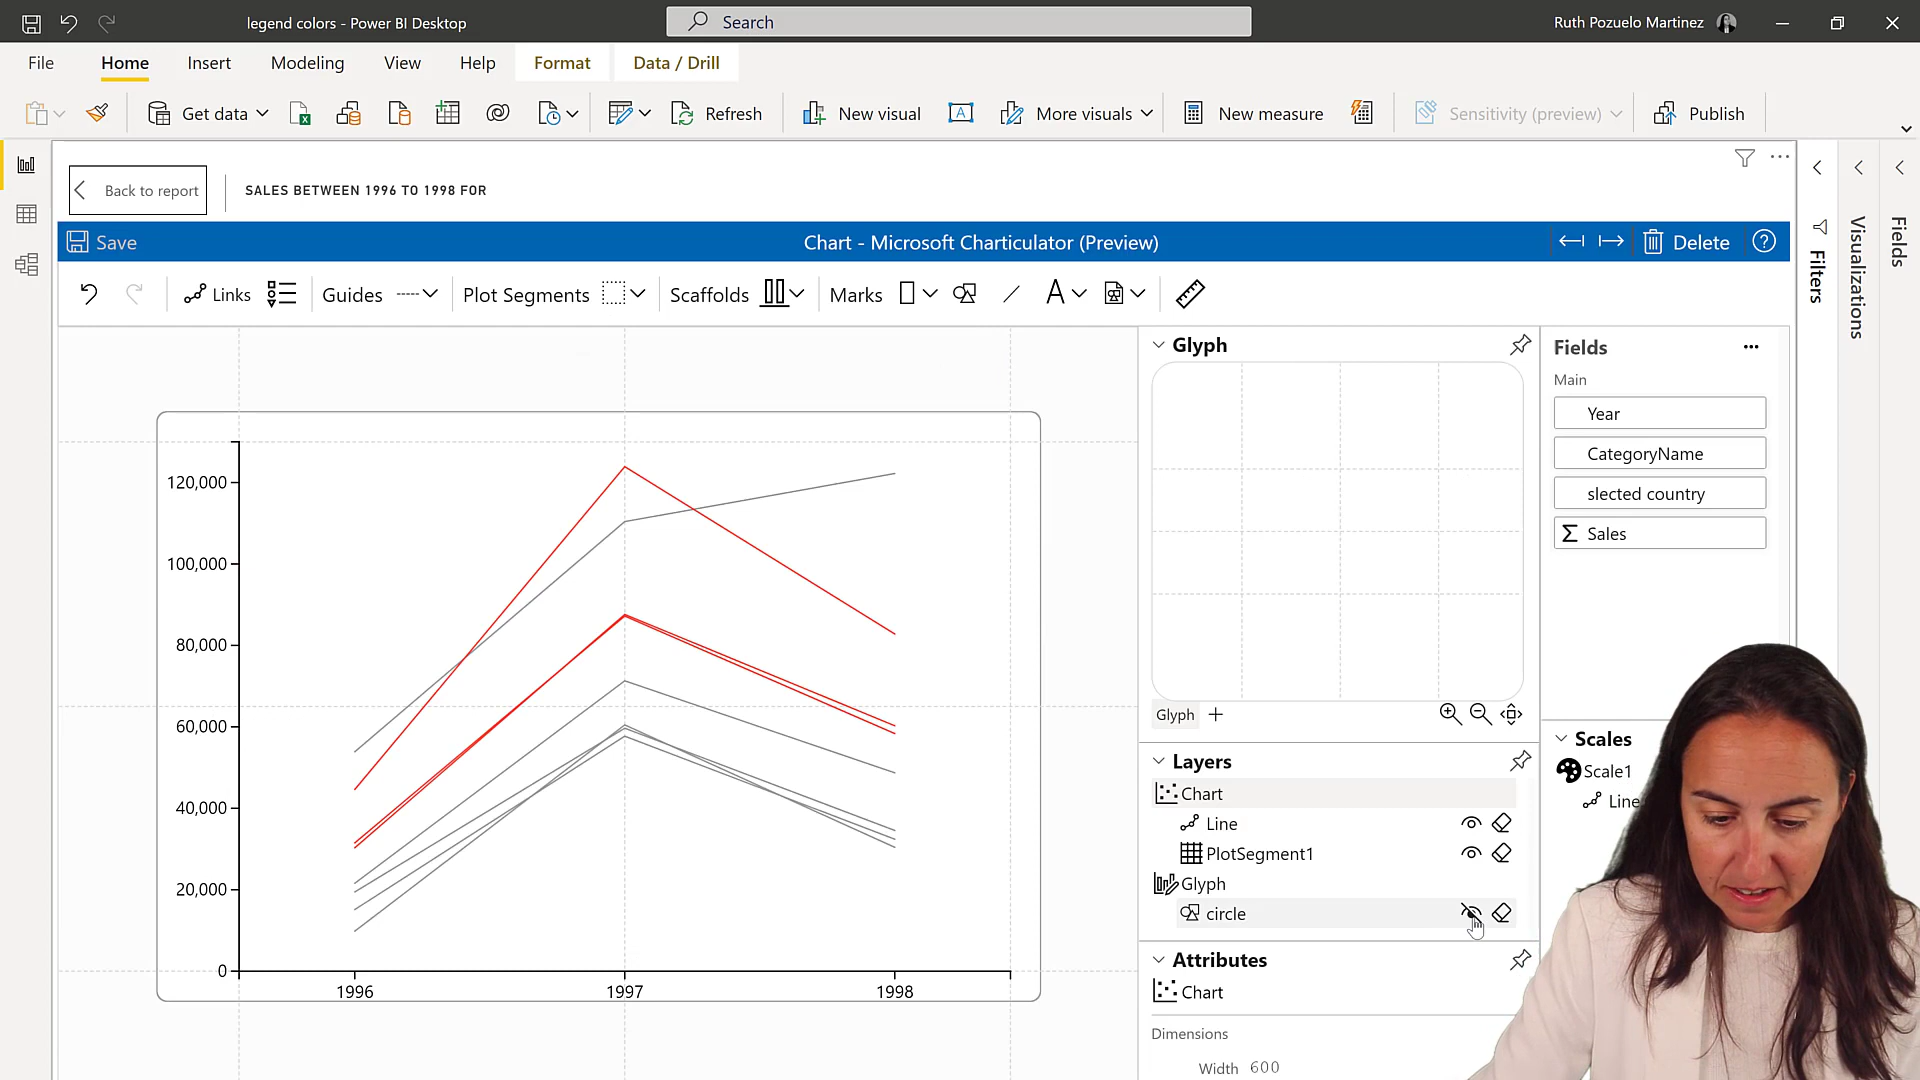 legend colors - Power BI Desktop
Search
Ruth Pozuelo Martinez
File
Home
Insert
Modeling
View
Help
Format
Data / Drill
Get data
Refresh
New visual
More visuals
New measure
Sensitivity (preview)
Publish
Back to report
SALES BETWEEN 1996 TO 1998 FOR
Save
Chart - Microsoft Charticulator (Preview)
Delete
Links
Guides
Plot Segments
Scaffolds
Marks
Filters
Visualizations
Fields
120,000
100,000
80,000
60,000
40,000
20,000
0
1996
1997
1998
Glyph
Glyph
Layers
Chart
Line
PlotSegment1
Glyph
circle
Attributes
Chart
Dimensions
Width 600
Fields
Main
Year
CategoryName
slected country
Sales
Scales
Scale1
Line